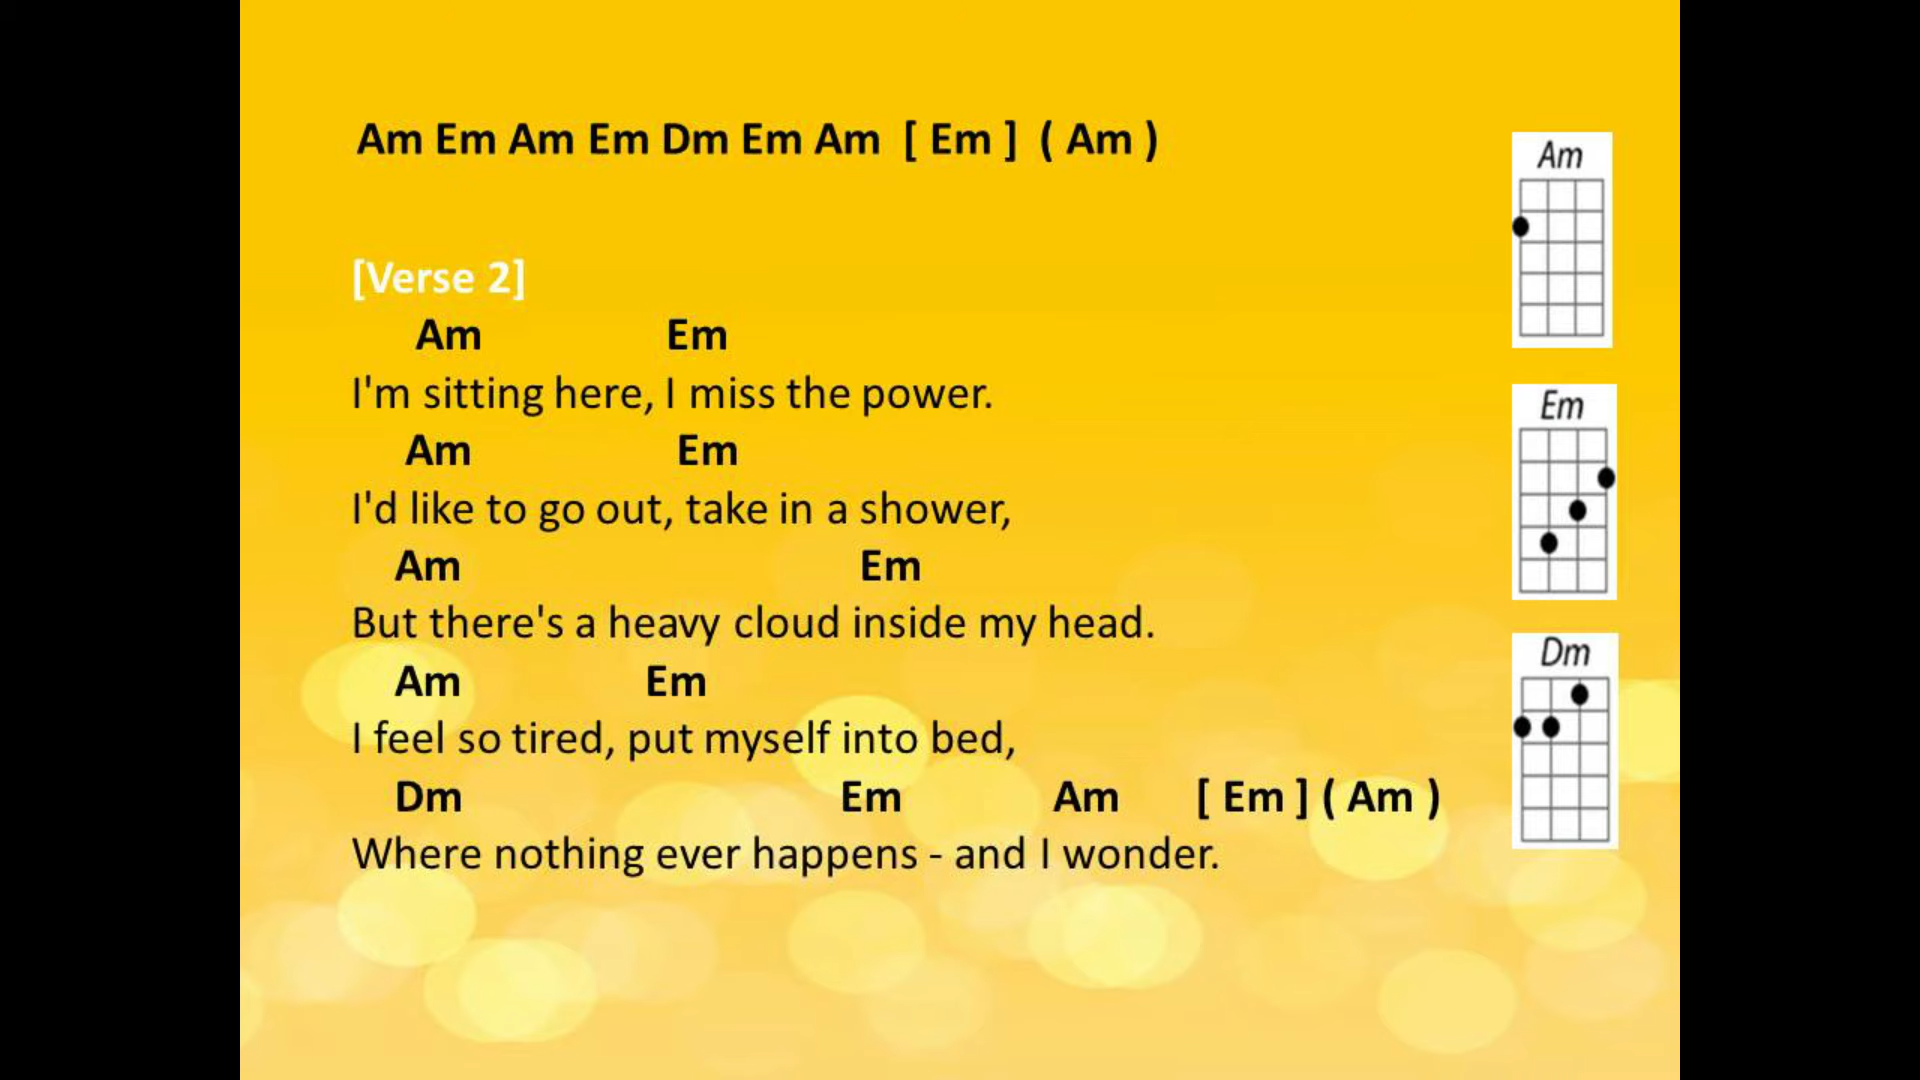 Am Em Am Em Dm Em Am [ Em ] ( Am )
[Verse 2]
Am Em
I'm sitting here, I miss the power.
Am Em
I'd like to go out, take in a shower,
Am Em
But there's a heavy cloud inside my head.
Am Em
I feel so tired, put myself into bed,
Dm Em Am [ Em ] ( Am )
Where nothing ever happens - and I wonder.
Am
Em
Dm